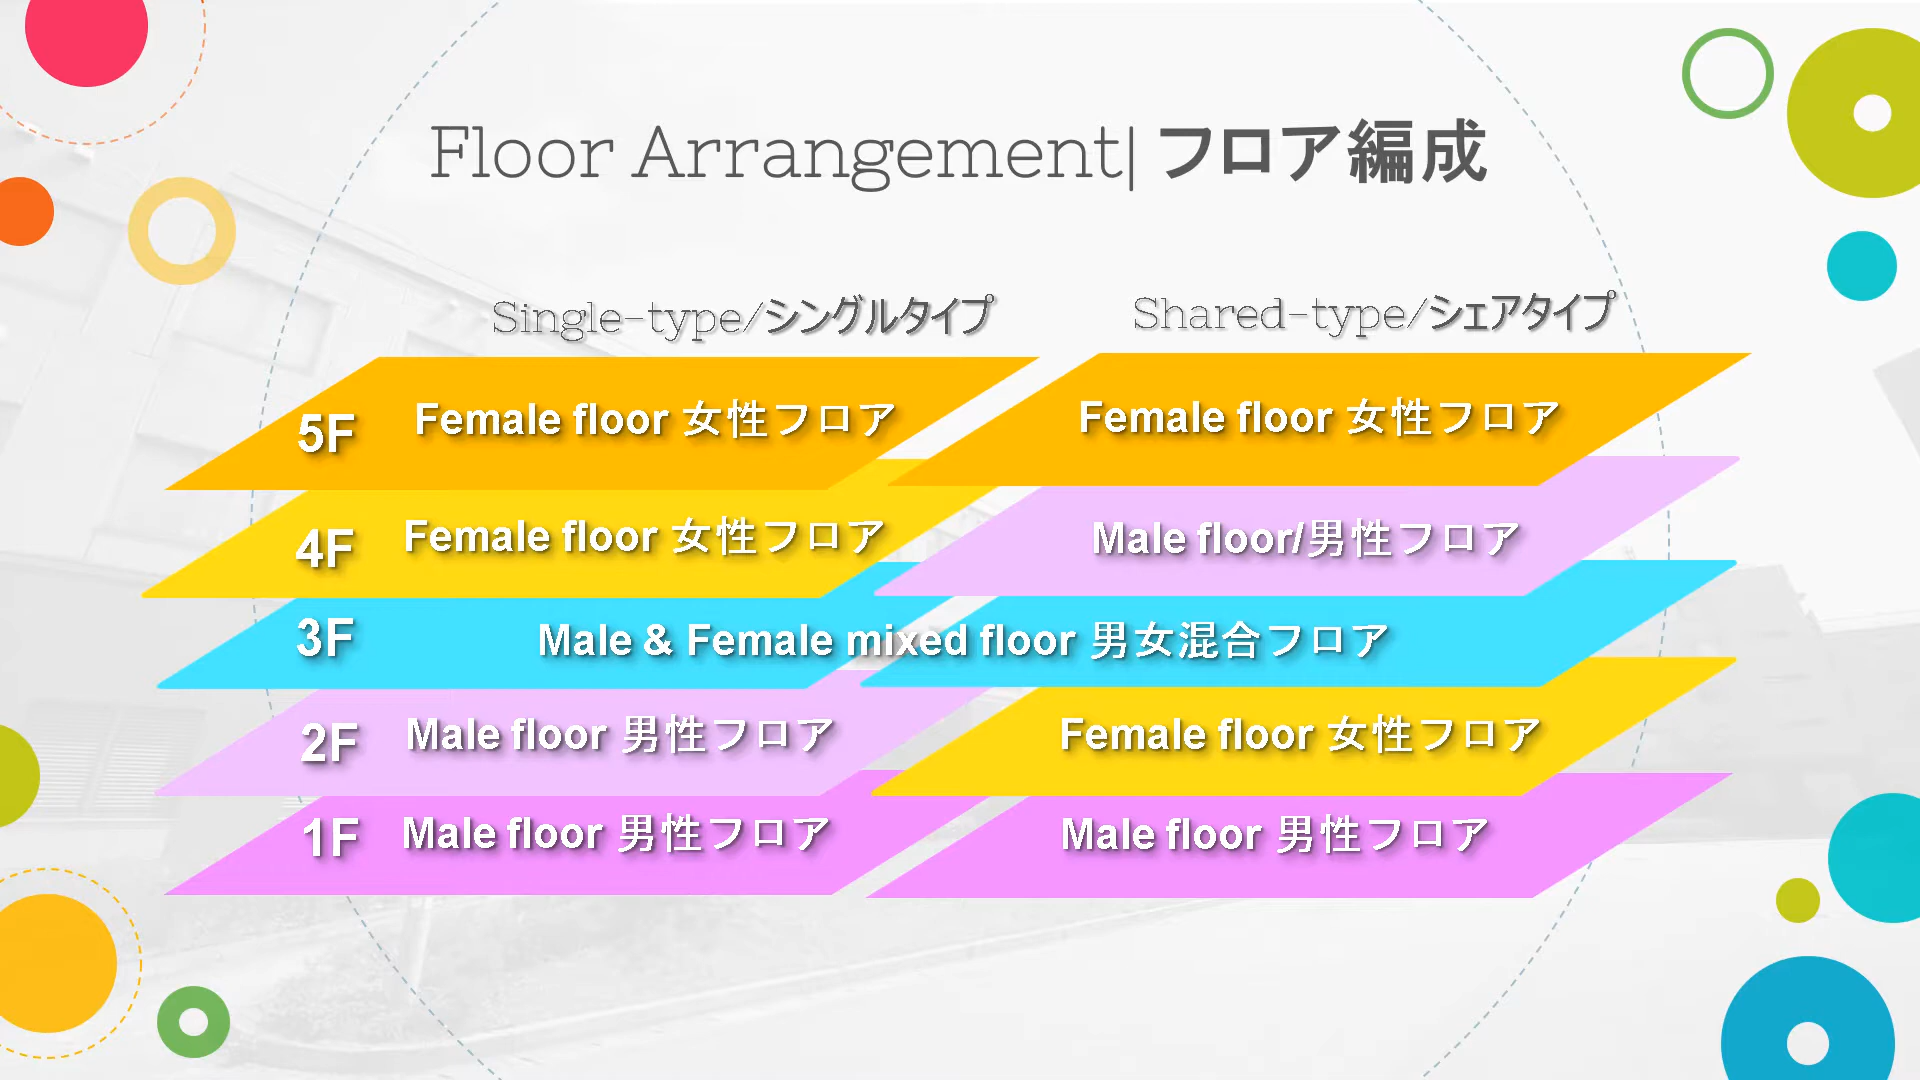 Floor Arrangement| フロア編成
Single-type/シングルタイプ
Shared-type/シェアタイプ
5F Female floor 女性フロア Female floor 女性フロア
4F Female floor 女性フロア Male floor/男性フロア
3F Male & Female mixed floor 男女混合フロア
2F Male floor 男性フロア Female floor 女性フロア
1F Male floor 男性フロア Male floor 男性フロア